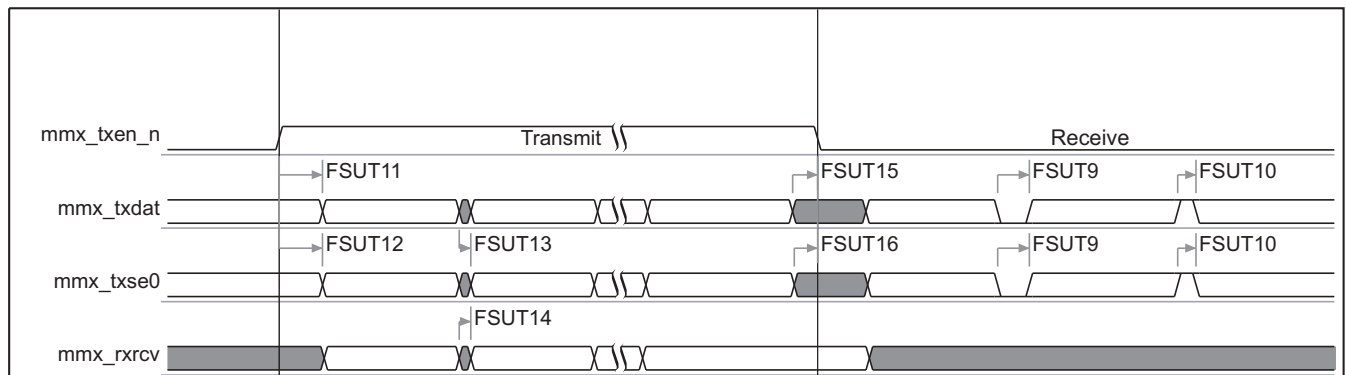 mmx_txen_n Transmit Receive
FSUT11 FSUT15 FSUT9 FSUT10
mmx_txdat
FSUT12 FSUT13 FSUT16 FSUT9 FSUT10
mmx_txse0
FSUT14
mmx_rxrcv